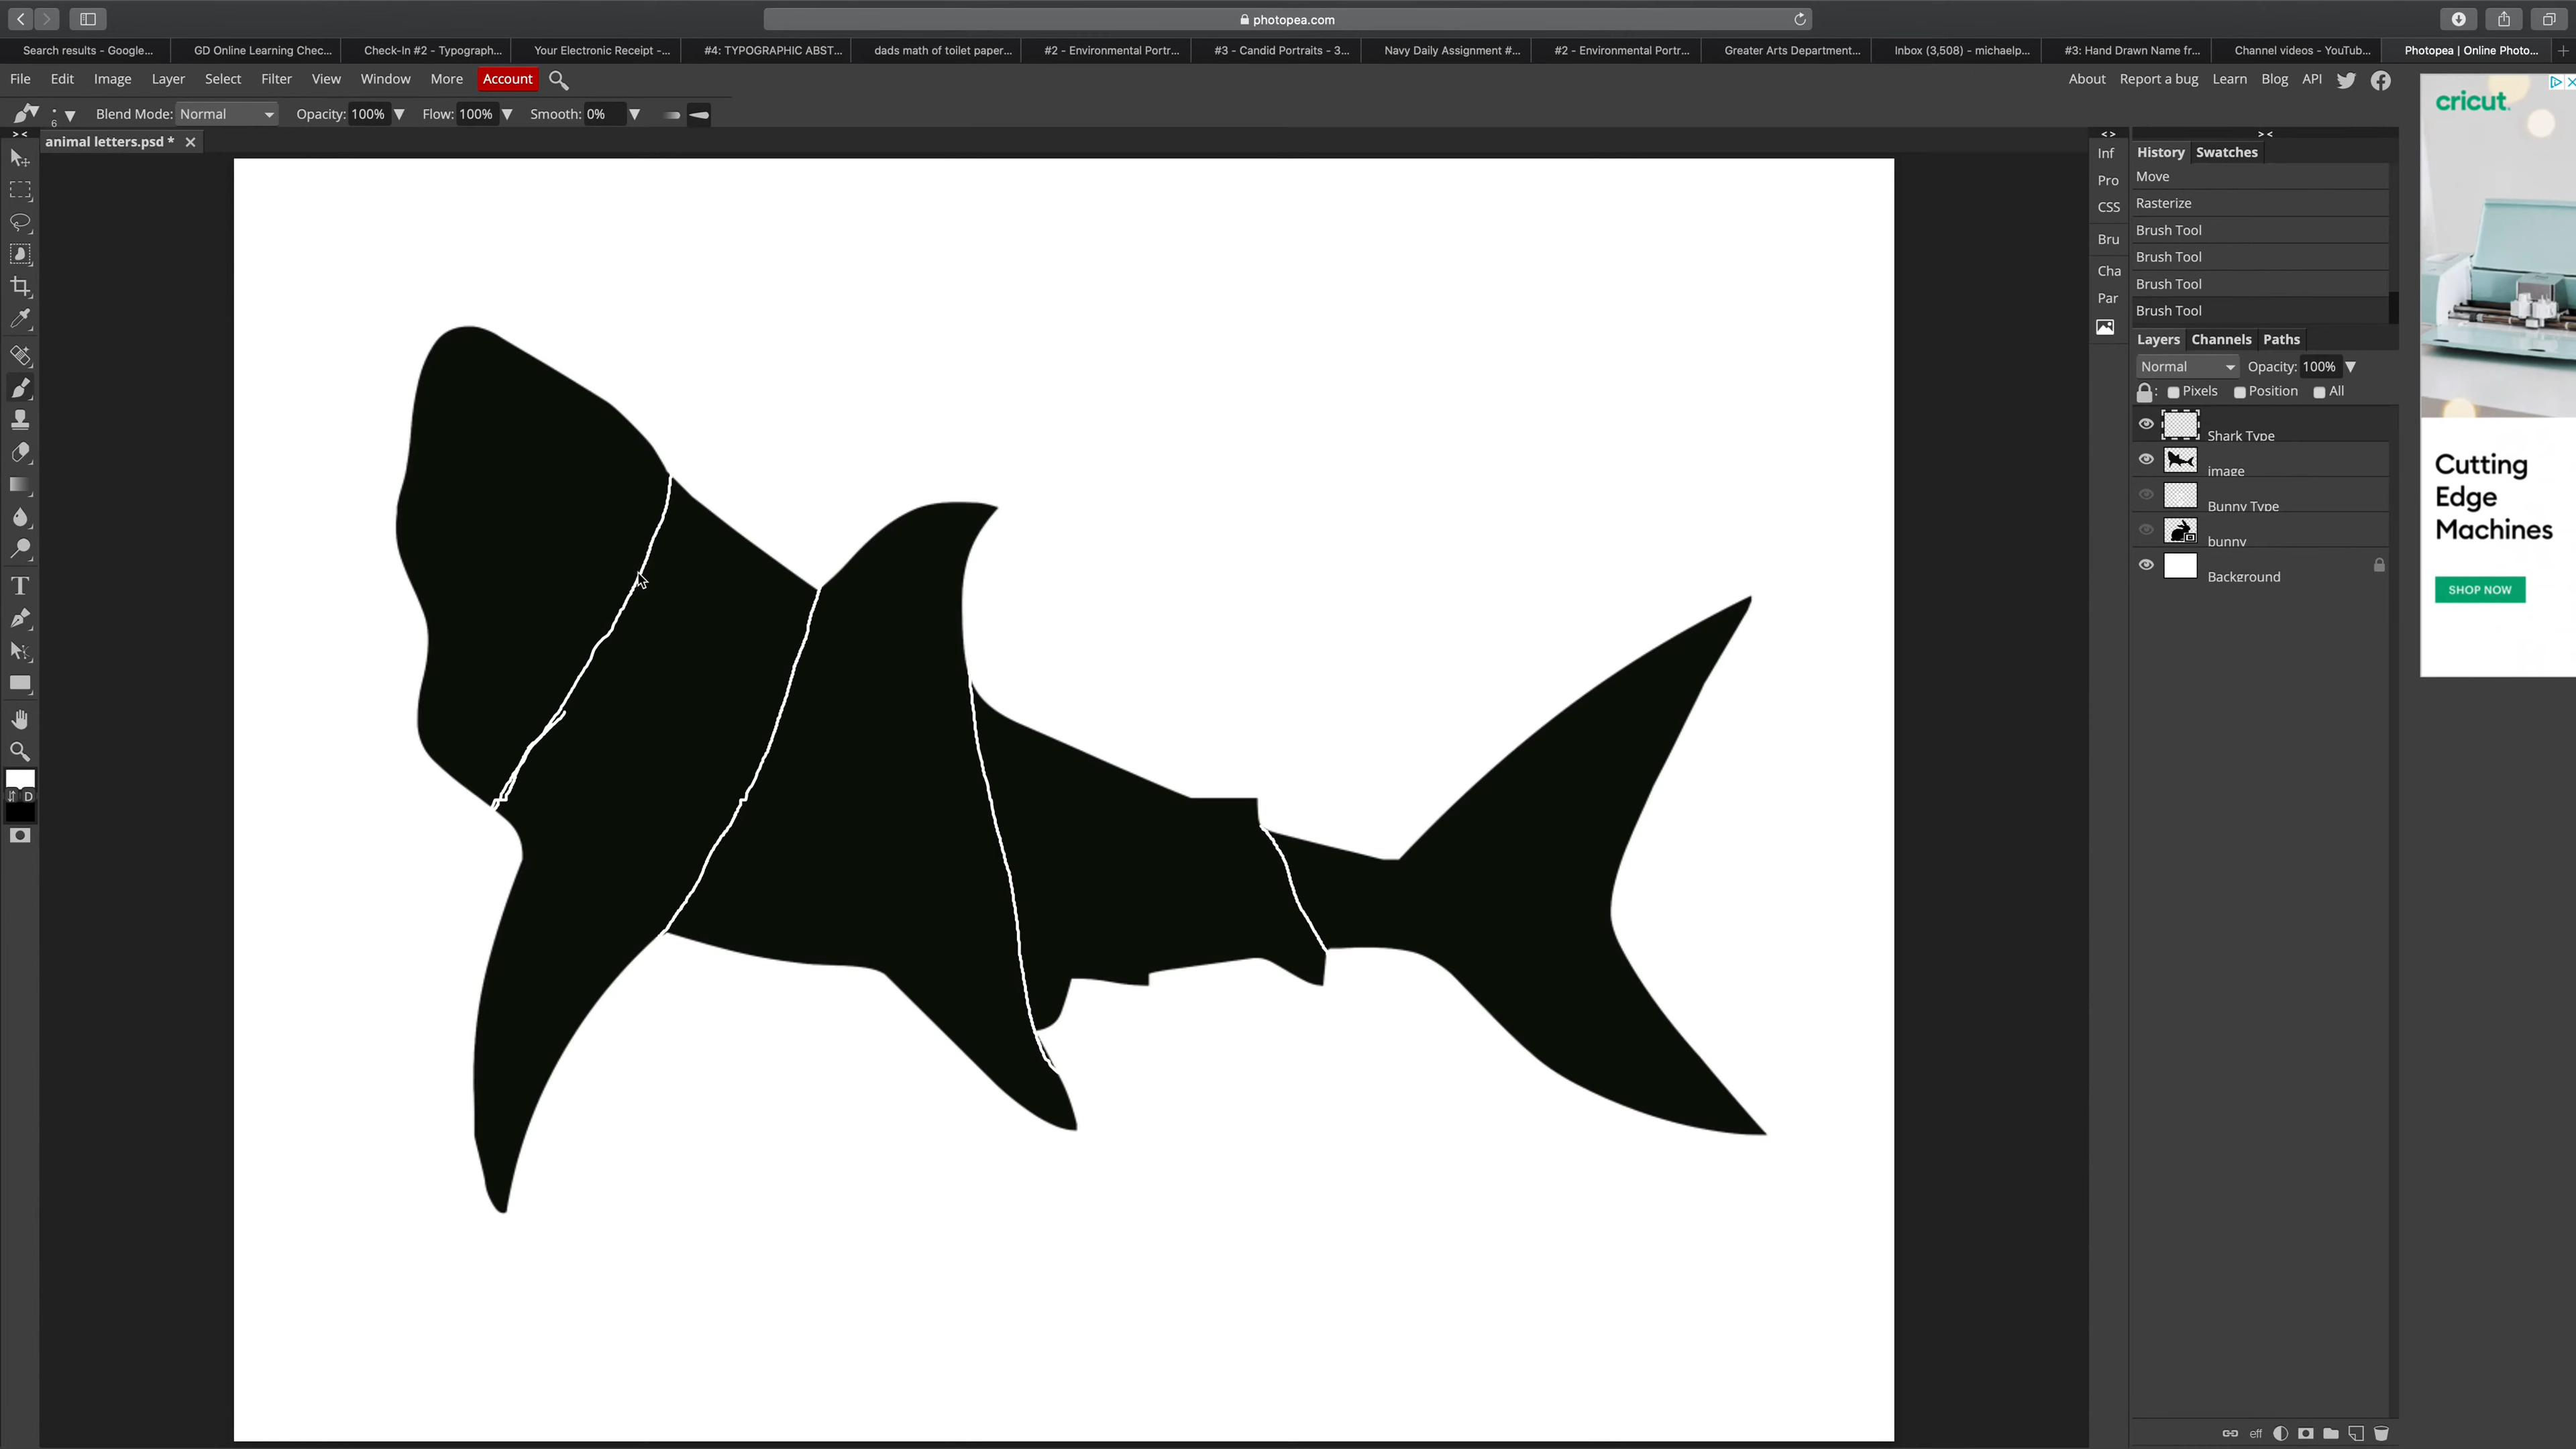 photopea.com
Search results - Google...
GD Online Learning Chec...
Check-In #2 - Typograph...
Your Electronic Receipt -...
#4: TYPOGRAPHIC ABST...
dads math of toilet paper...
#2 - Environmental Portr...
#3 - Candid Portraits - 3...
Navy Daily Assignment #...
#2 - Environmental Portr...
Greater Arts Department...
Inbox (3,508) - michaelp...
#3: Hand Drawn Name fr...
Channel videos - YouTub...
Photopea | Online Photo...
File Edit Image Layer Select Filter View Window More Account
About Report a bug Learn Blog API
6 Blend Mode: Normal Opacity: 100% Flow: 100% Smooth: 0%
animal letters.psd *
Inf
Pro
CSS
Bru
Cha
Par
History Swatches
Move
Rasterize
Brush Tool
Brush Tool
Brush Tool
Brush Tool
Layers Channels Paths
Normal Opacity: 100%
: Pixels Position All
Shark Type
image
Bunny Type
bunny
Background
D
eff
cricut
Cutting
Edge
Machines
SHOP NOW